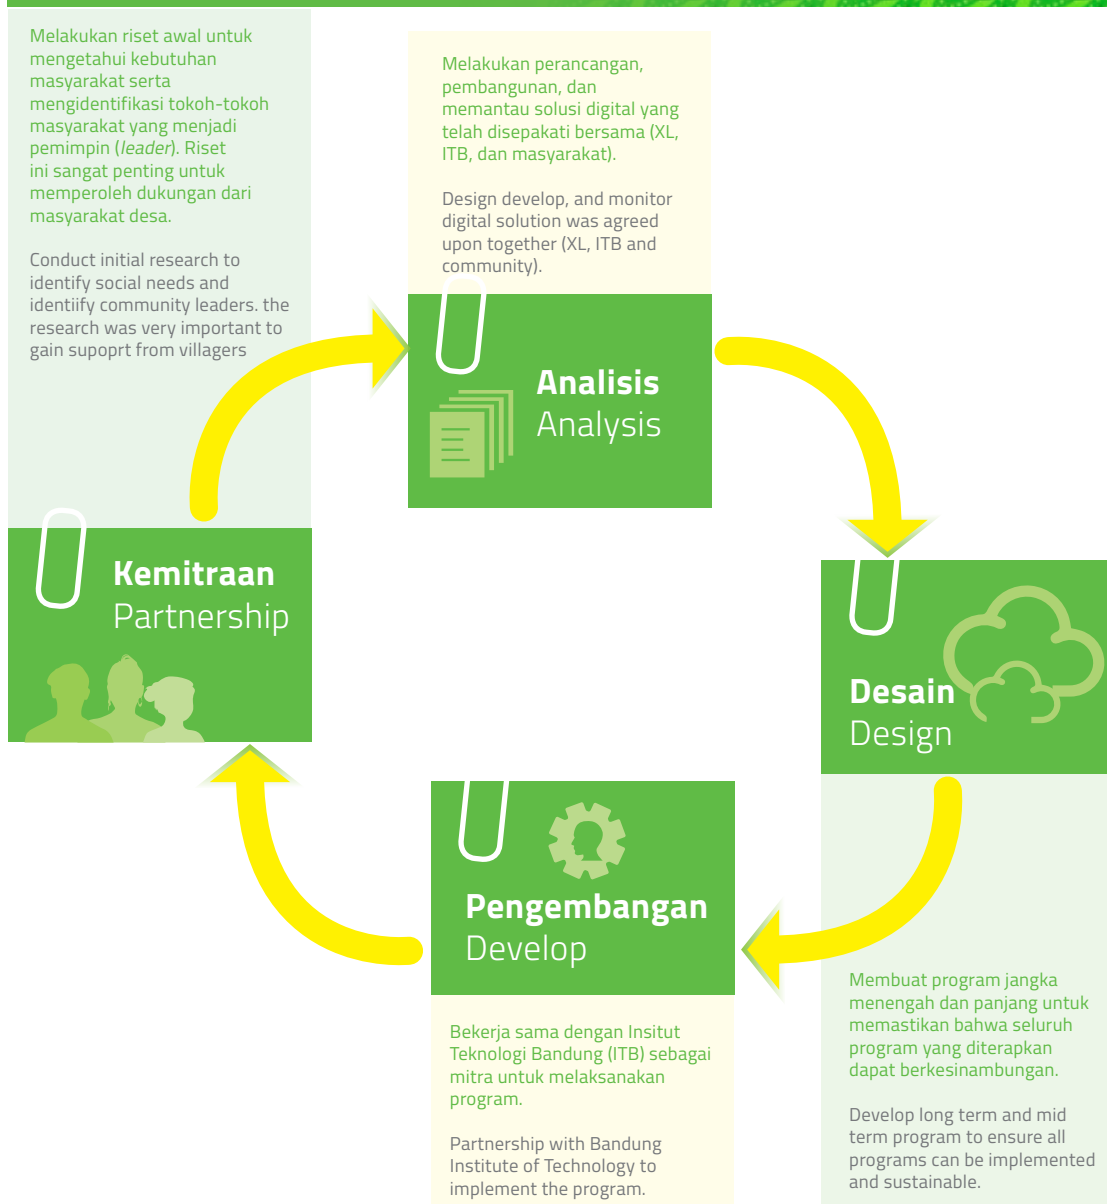 Melakukan riset awal untuk
mengetahui kebutuhan
masyarakat serta
mengidentifikasi tokoh-tokoh
masyarakat yang menjadi
pemimpin (leader). Riset
ini sangat penting untuk
memperoleh dukungan dari
masyarakat desa.
Conduct initial research to
identify social needs and
identiify community leaders. the
research was very important to
gain supoprt from villagers
Kemitraan
Partnership
Melakukan perancangan,
pembangunan, dan
memantau solusi digital yang
telah disepakati bersama (XL,
ITB, dan masyarakat).
Design develop, and monitor
digital solution was agreed
upon together (XL, ITB and
community).
Analisis
Analysis
Desain
Design
Membuat program jangka
menengah dan panjang untuk
memastikan bahwa seluruh
program yang diterapkan
dapat berkesinambungan.
Develop long term and mid
term program to ensure all
programs can be implemented
and sustainable.
Pengembangan
Develop
Bekerja sama dengan Insitut
Teknologi Bandung (ITB) sebagai
mitra untuk melaksanakan
program.
Partnership with Bandung
Institute of Technology to
implement the program.